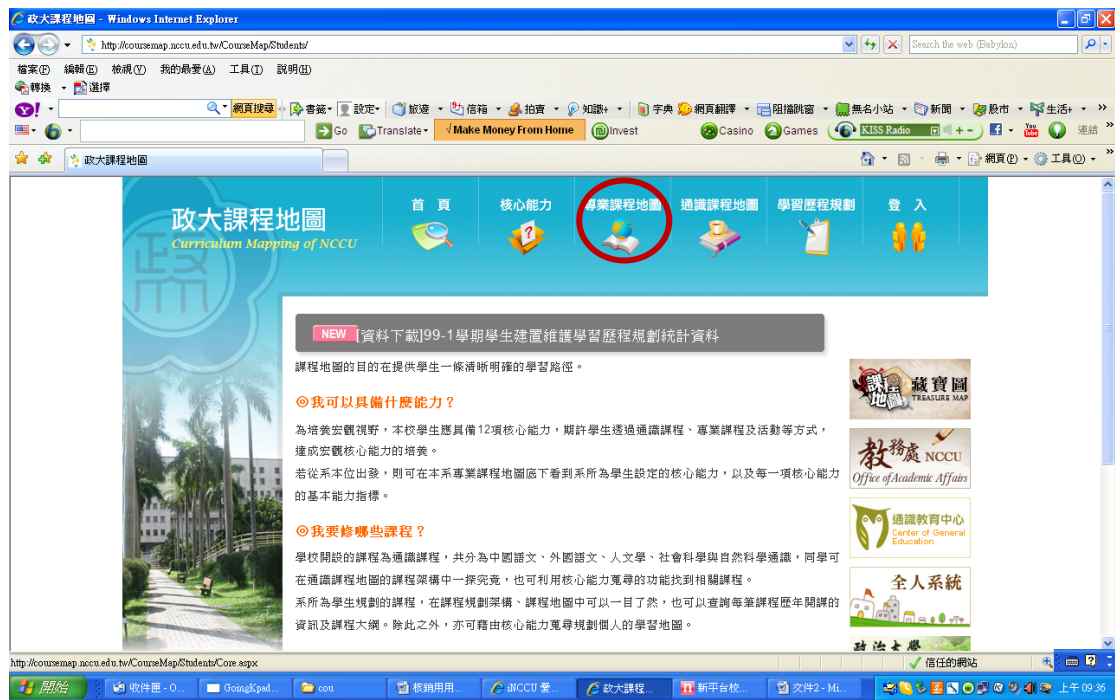 政大課程地圖 - Windows Internet Explorer
http://coursemap.nccu.edu.tw/CourseMap/Students/
Search the web (Babylon)
檔案(F) 編輯(E) 檢視(V) 我的最愛(A) 工具(T) 說明(H)
轉換 選擇
Y! 網頁搜尋 書籤 設定 旅遊 信箱 拍賣 知識+ 字典 網頁翻譯 阻擋跳窗 無名小站 新聞 股市 生活+ »
Go Translate √Make Money From Home Invest Casino Games KISS Radio 連結 »
政大課程地圖
網頁(P) 工具(O) »
政大課程地圖
Curriculum Mapping of NCCU
首 頁 核心能力 專業課程地圖 通識課程地圖 學習歷程規劃 登 入
NEW [資料下載]99-1學期學生建置維護學習歷程規劃統計資料
課程地圖的目的在提供學生一條清晰明確的學習路徑。
◎我可以具備什麼能力？
為培養宏觀視野，本校學生應具備12項核心能力，期許學生透過通識課程、專業課程及活動等方式，
達成宏觀核心能力的培養。
若從系本位出發，則可在本系專業課程地圖底下看到系所為學生設定的核心能力，以及每一項核心能力
的基本能力指標。
◎我要修哪些課程？
學校開設的課程為通識課程，共分為中國語文、外國語文、人文學、社會科學與自然科學通識，同學可
在通識課程地圖的課程架構中一探究竟，也可利用核心能力蒐尋的功能找到相關課程。
系所為學生規劃的課程，在課程規劃架構、課程地圖中可以一目了然，也可以查詢每筆課程歷年開課的
資訊及課程大綱。除此之外，亦可藉由核心能力蒐尋規劃個人的學習地圖。
課程地圖 藏寶圖
TREASURE MAP
教務處 NCCU
Office of Academic Affairs
通識教育中心
Center of General
Education
全人系統
政治大學
http://coursemap.nccu.edu.tw/CourseMap/Students/Core.aspx
信任的網站
開始 收件匣 - O... GoingKpad... cou 核銷用用... iNCCU 愛... 政大課程... 新平台校... 文件2 - Mi... 上午 09:36